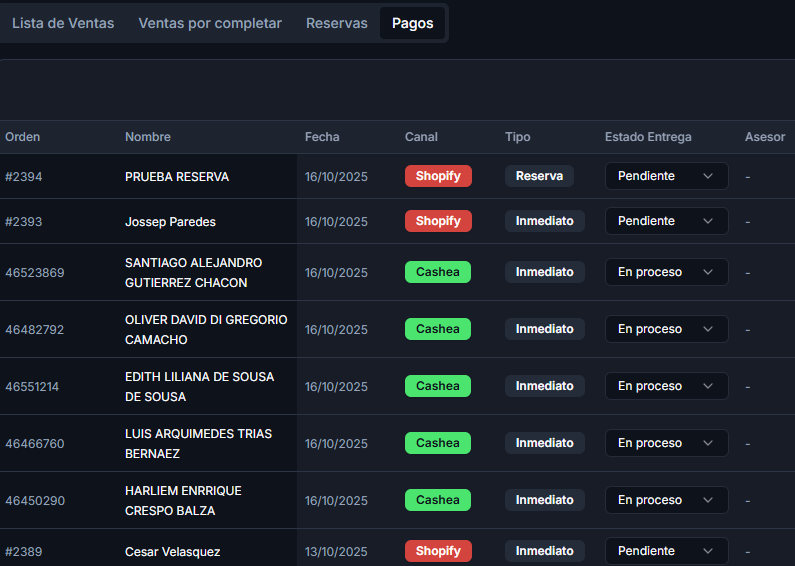 Lista de Ventas Ventas por completar Reservas Pagos
Orden Nombre Fecha Canal Tipo Estado Entrega Asesor
#2394 PRUEBA RESERVA 16/10/2025 Shopify Reserva Pendiente -
#2393 Jossep Paredes 16/10/2025 Shopify Inmediato Pendiente -
46523869 SANTIAGO ALEJANDRO 16/10/2025 Cashea Inmediato En proceso -
GUTIERREZ CHACON
46482792 OLIVER DAVID DI GREGORIO 16/10/2025 Cashea Inmediato En proceso -
CAMACHO
46551214 EDITH LILIANA DE SOUSA 16/10/2025 Cashea Inmediato En proceso -
DE SOUSA
46466760 LUIS ARQUIMEDES TRIAS 16/10/2025 Cashea Inmediato En proceso -
BERNAEZ
46450290 HARLIEM ENRRIQUE 16/10/2025 Cashea Inmediato En proceso -
CRESPO BALZA
#2389 Cesar Velasquez 13/10/2025 Shopify Inmediato Pendiente -